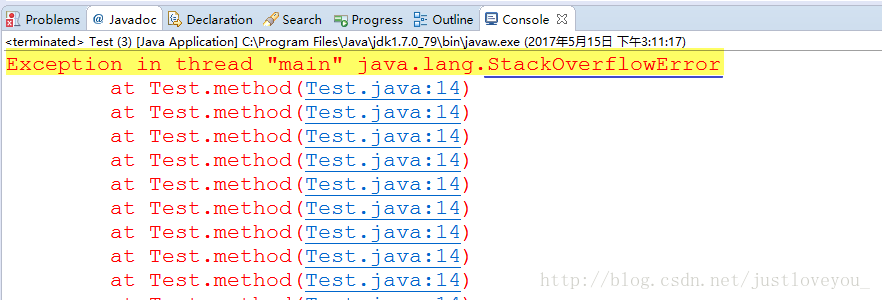 Problems @ Javadoc Declaration Search Progress Outline Console
<terminated> Test (3) [Java Application] C:\Program Files\Java\jdk1.7.0_79\bin\javaw.exe (2017年5月15日 下午3:11:17)
Exception in thread "main" java.lang.StackOverflowError
at Test.method(Test.java:14)
at Test.method(Test.java:14)
at Test.method(Test.java:14)
at Test.method(Test.java:14)
at Test.method(Test.java:14)
at Test.method(Test.java:14)
at Test.method(Test.java:14)
at Test.method(Test.java:14)
at Test.method(Test.java:14)
http://blog.csdn.net/justloveyou_